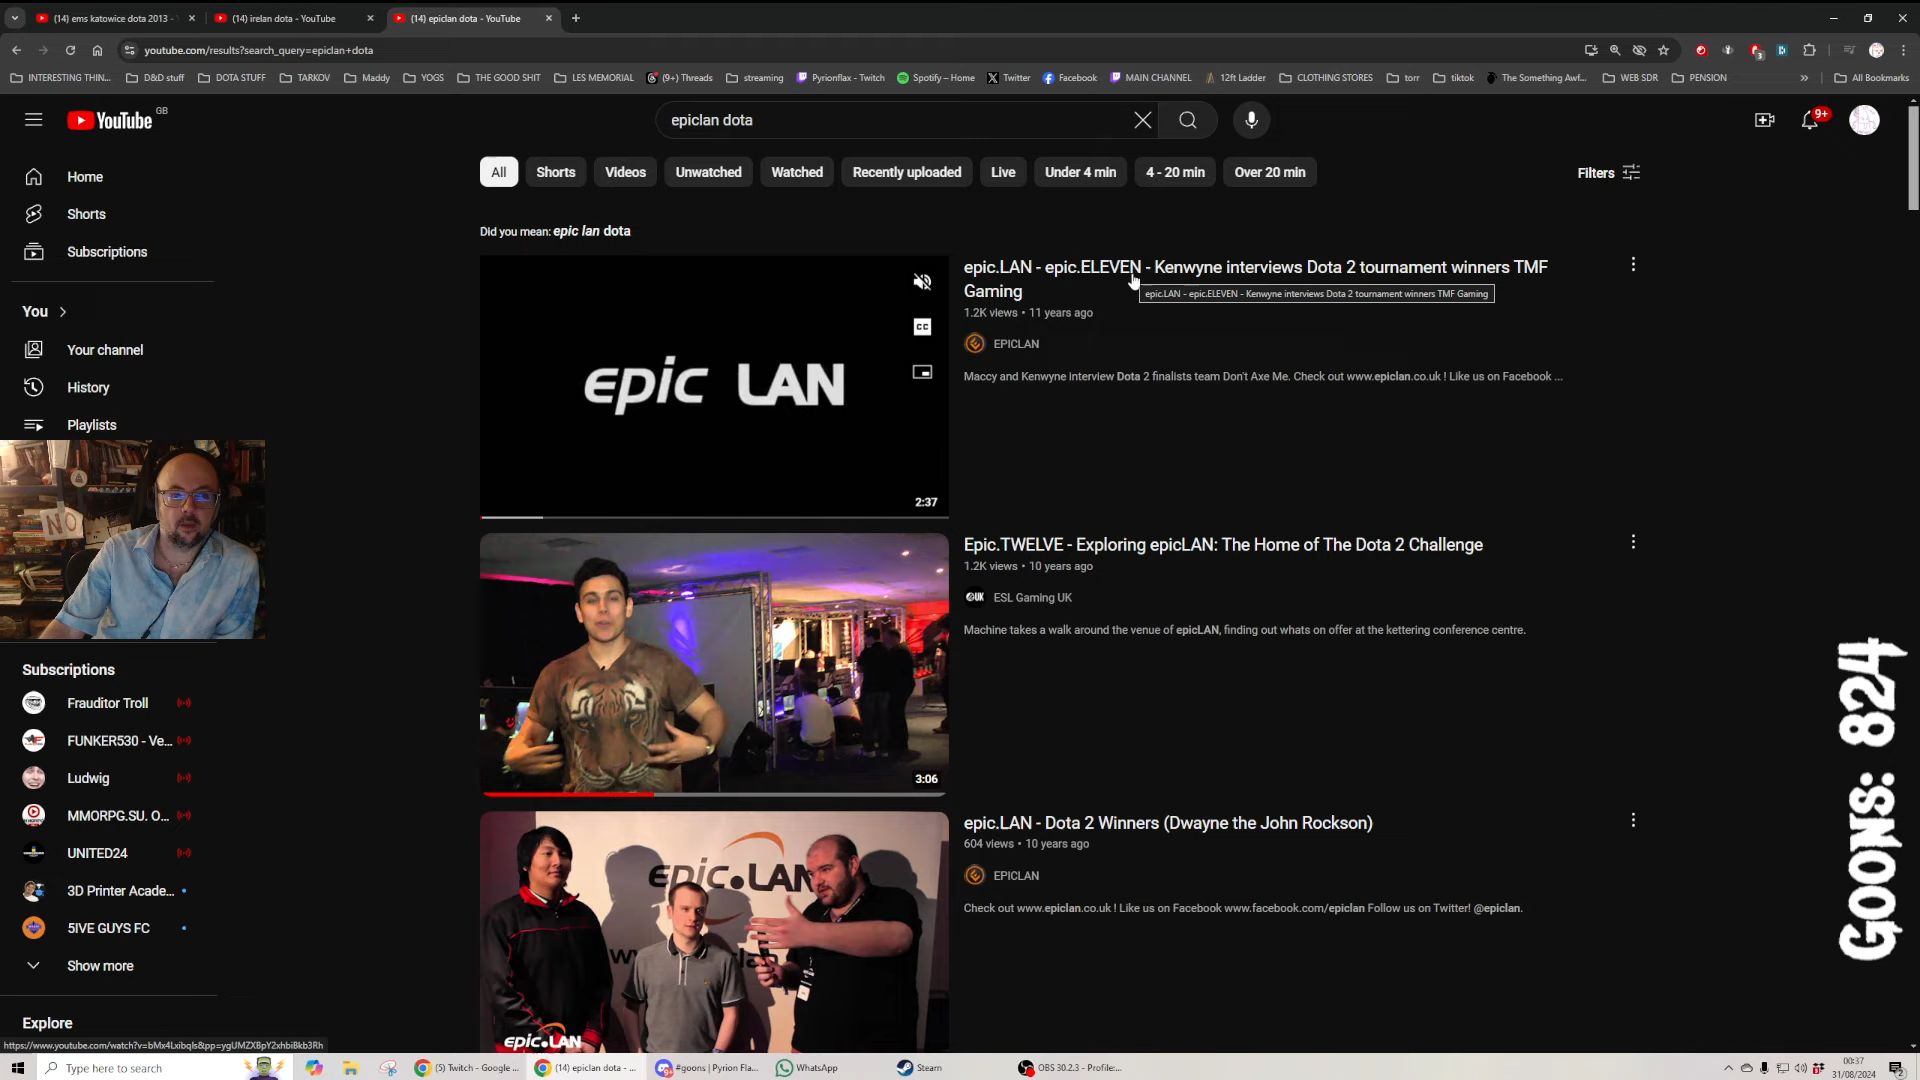 (14) ems katowice dota 2013 -
(14) irelan dota - YouTube
(14) epiclan dota - YouTube
youtube.com/results?search_query=epiclan+dota
INTERESTING THIN...
D&D stuff
DOTA STUFF
TARKOV
Maddy
YOGS
THE GOOD SHIT
LES MEMORIAL
(9+) Threads
streaming
Pyrionflax - Twitch
Spotify – Home
Twitter
Facebook
MAIN CHANNEL
12ft Ladder
CLOTHING STORES
torr
tiktok
The Something Awf...
WEB SDR
PENSION
All Bookmarks
YouTube GB
epiclan dota
9+
All
Shorts
Videos
Unwatched
Watched
Recently uploaded
Live
Under 4 min
4 - 20 min
Over 20 min
Filters
Home
Shorts
Subscriptions
You
Your channel
History
Playlists
NO
Subscriptions
Frauditor Troll
FUNKER530 - Ve...
Ludwig
MMORPG.SU. O...
UNITED24
3D Printer Acade...
5IVE GUYS FC
Show more
Explore
https://www.youtube.com/watch?v=bMx4Lxibqls&pp=ygUMZXBpY2xhbiBkb3Rh
Did you mean: epic lan dota
epic LAN
CC
2:37
epic.LAN - epic.ELEVEN - Kenwyne interviews Dota 2 tournament winners TMF
Gaming
epic.LAN - epic.ELEVEN - Kenwyne interviews Dota 2 tournament winners TMF Gaming
1.2K views • 11 years ago
EPICLAN
Maccy and Kenwyne interview Dota 2 finalists team Don't Axe Me. Check out www.epiclan.co.uk ! Like us on Facebook ...
3:06
Epic.TWELVE - Exploring epicLAN: The Home of The Dota 2 Challenge
1.2K views • 10 years ago
ESL Gaming UK
Machine takes a walk around the venue of epicLAN, finding out whats on offer at the kettering conference centre.
epic.LAN
epic.LAN
epic.LAN - Dota 2 Winners (Dwayne the John Rockson)
604 views • 10 years ago
EPICLAN
Check out www.epiclan.co.uk ! Like us on Facebook www.facebook.com/epiclan Follow us on Twitter! @epiclan.
GOONS: 824
Type here to search
(5) Twitch - Google ...
(14) epiclan dota - ...
#goons | Pyrion Fla...
WhatsApp
Steam
OBS 30.2.3 - Profile:...
00:37
31/08/2024